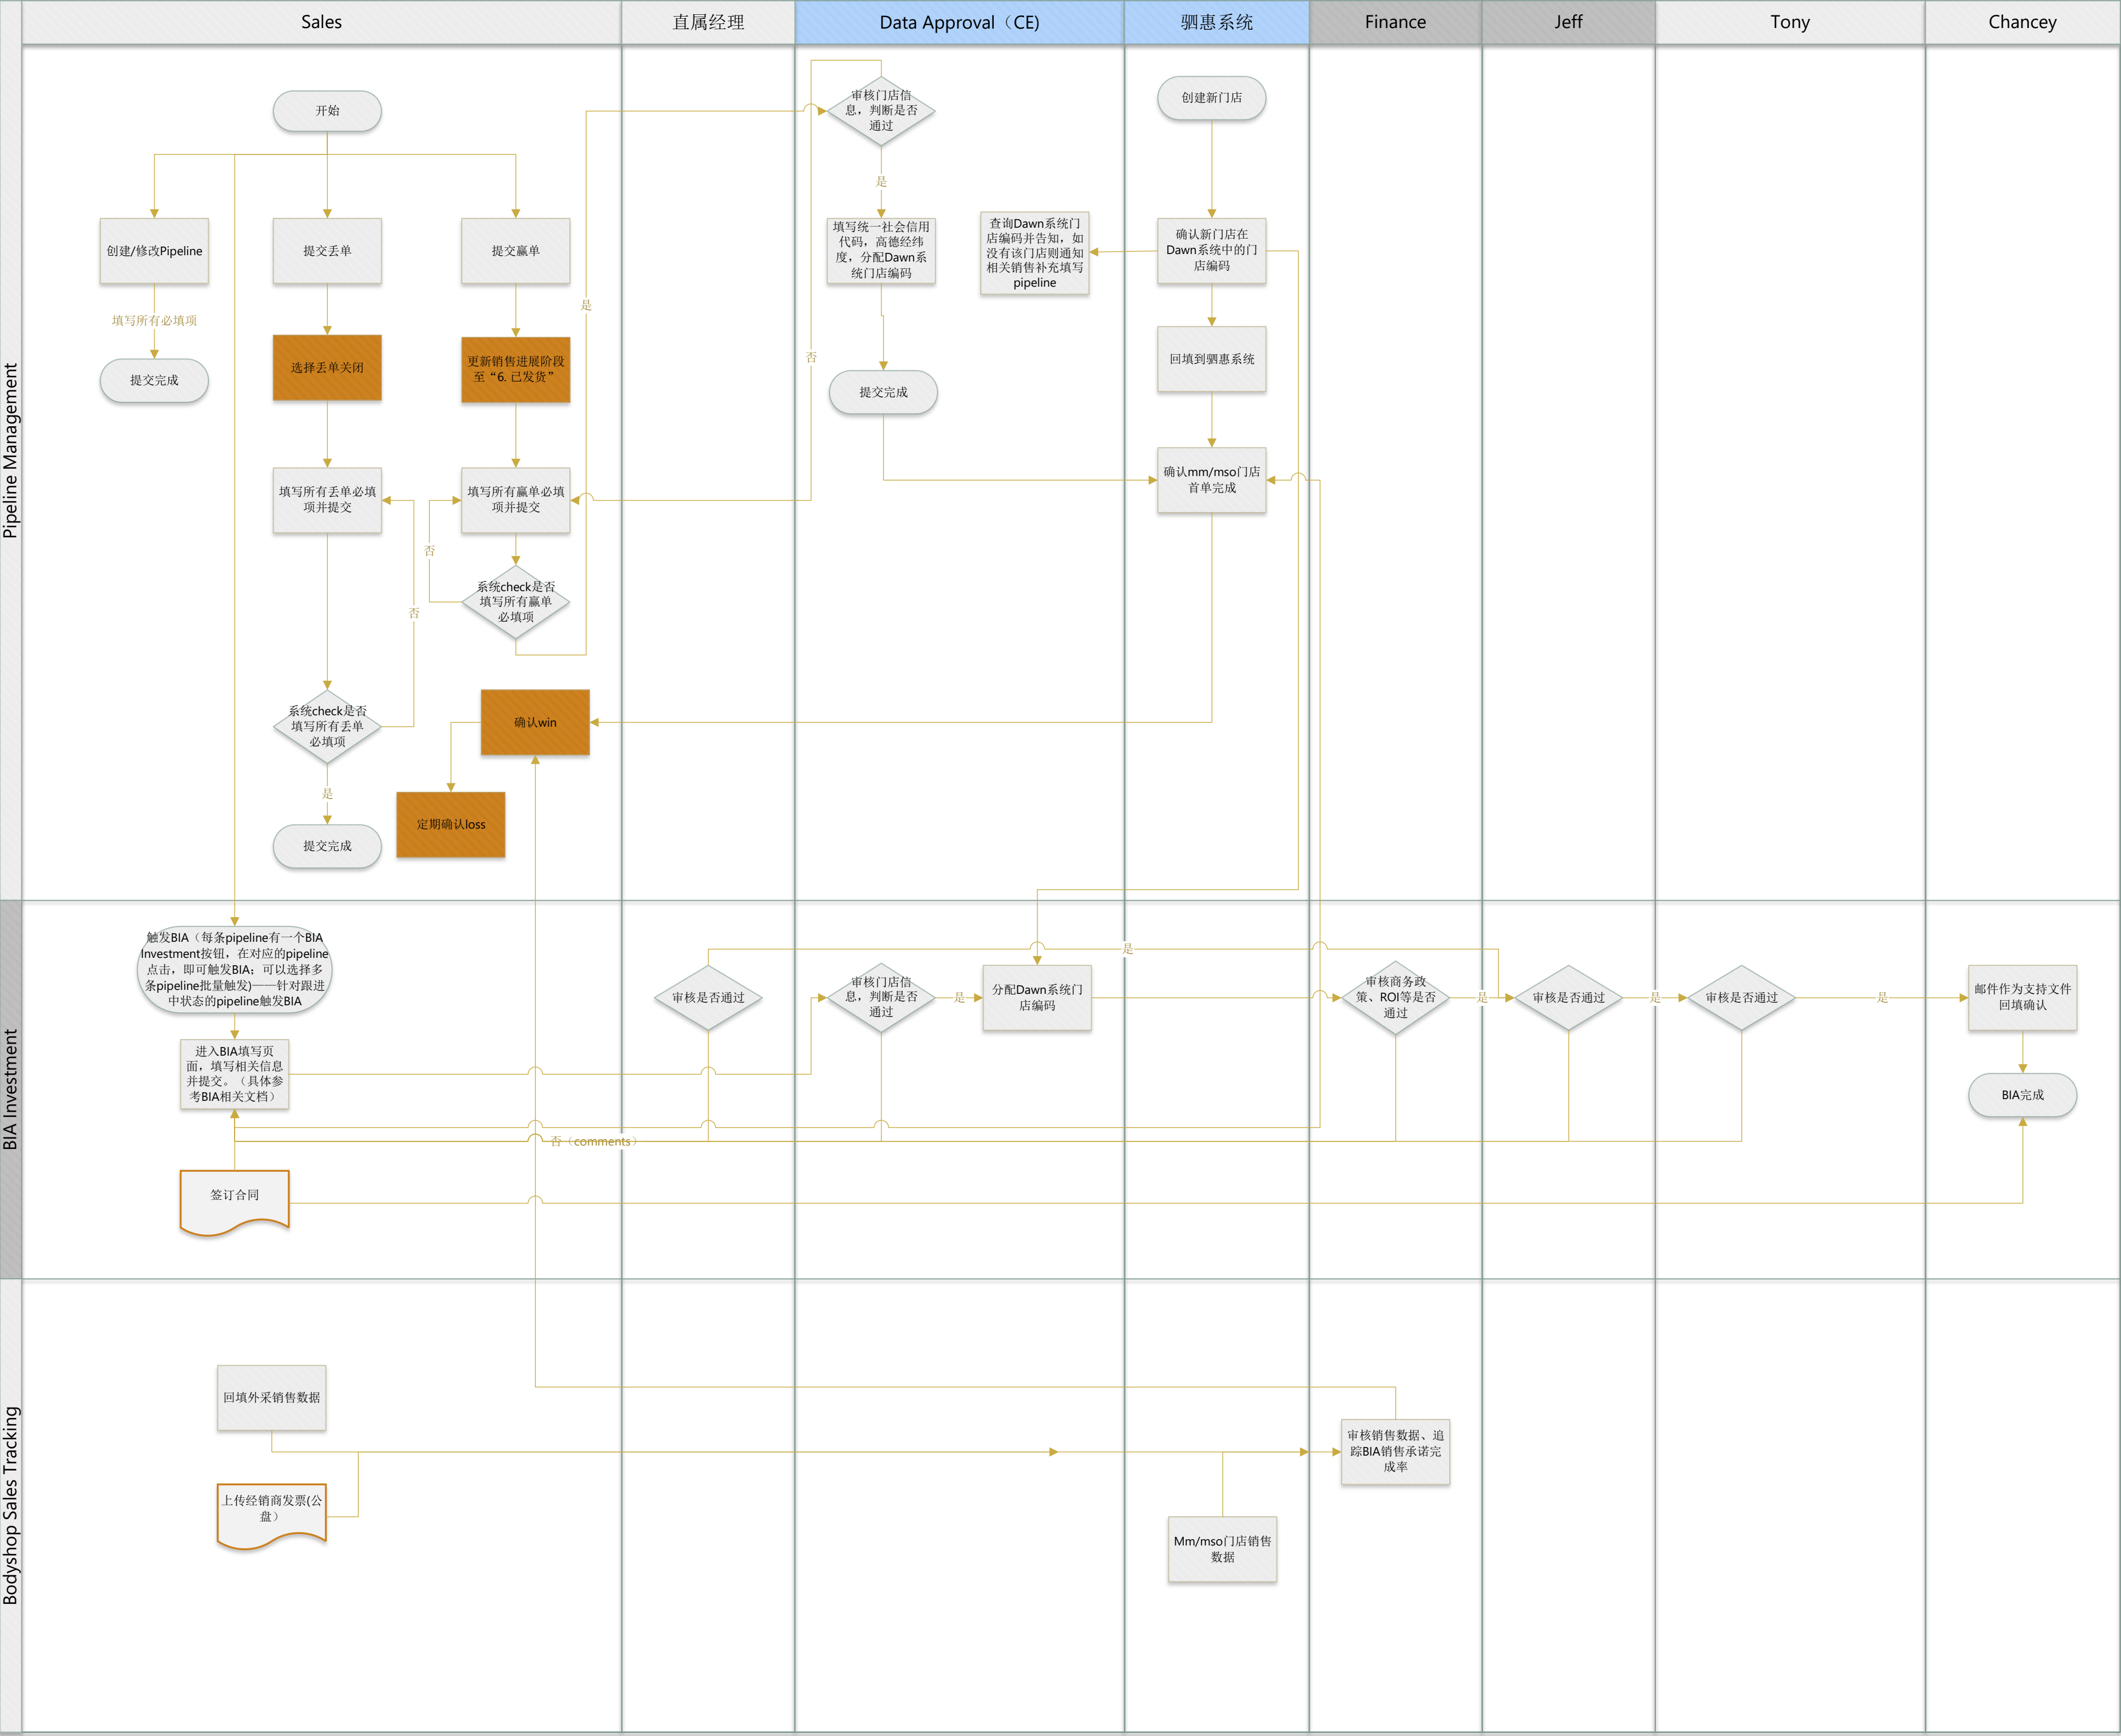 Sales
直属经理
Data Approval（CE)
驷惠系统
Finance
Jeff
Tony
Chancey
Pipeline Management
开始
审核门店信
息，判断是否
通过
创建新门店
是
创建/修改Pipeline
提交丢单
提交赢单
填写统一社会信用
代码，高德经纬
度，分配Dawn系
统门店编码
查询Dawn系统门
店编码并告知，如
没有该门店则通知
相关销售补充填写
pipeline
确认新门店在
Dawn系统中的门
店编码
是
填写所有必填项
选择丢单关闭
更新销售进展阶段
至“6. 已发货”
否
回填到驷惠系统
提交完成
提交完成
填写所有丢单必填
项并提交
填写所有赢单必填
项并提交
确认mm/mso门店
首单完成
否
系统check是否
填写所有赢单
必填项
否
系统check是否
填写所有丢单
必填项
确认win
是
定期确认loss
提交完成
BIA Investment
触发BIA（每条pipeline有一个BIA
Investment按钮，在对应的pipeline
点击，即可触发BIA；可以选择多
条pipeline批量触发)——针对跟进
中状态的pipeline触发BIA
是
审核是否通过
审核门店信
息，判断是否
通过
是
分配Dawn系统门
店编码
审核商务政
策、ROI等是否
通过
是
审核是否通过
是
审核是否通过
是
邮件作为支持文件
回填确认
进入BIA填写页
面，填写相关信息
并提交。（具体参
考BIA相关文档）
BIA完成
否（comments）
签订合同
Bodyshop Sales Tracking
回填外采销售数据
审核销售数据、追
踪BIA销售承诺完
成率
上传经销商发票(公
盘）
Mm/mso门店销售
数据